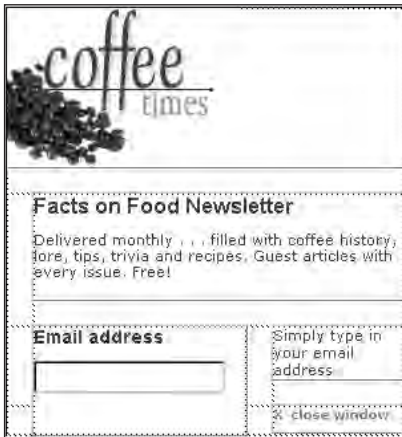 coffee
times
Facts on Food Newsletter
Delivered monthly . . . filled with coffee history,
lore, tips, trivia and recipes. Guest articles with
every issue. Free!
Email address
Simply type in
your email
address
X close window